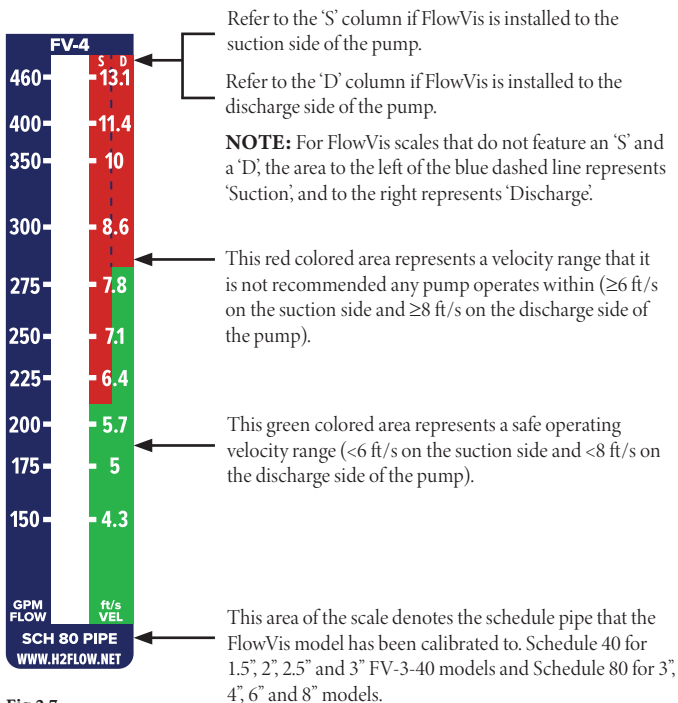 FV-4
S D
460 13.1
400 11.4
350 10
300 8.6
275 7.8
250 7.1
225 6.4
200 5.7
175 5
150 4.3
GPM ft/s
FLOW VEL
SCH 80 PIPE
WWW.H2FLOW.NET
Refer to the ‘S’ column if FlowVis is installed to the
suction side of the pump.
Refer to the ‘D’ column if FlowVis is installed to the
discharge side of the pump.
NOTE: For FlowVis scales that do not feature an ‘S’ and
a ‘D’, the area to the left of the blue dashed line represents
‘Suction’, and to the right represents ‘Discharge’.
This red colored area represents a velocity range that it
is not recommended any pump operates within (≥6 ft/s
on the suction side and ≥8 ft/s on the discharge side of
the pump).
This green colored area represents a safe operating
velocity range (<6 ft/s on the suction side and <8 ft/s on
the discharge side of the pump).
This area of the scale denotes the schedule pipe that the
FlowVis model has been calibrated to. Schedule 40 for
1.5”, 2”, 2.5” and 3” FV-3-40 models and Schedule 80 for 3”,
4”, 6” and 8” models.